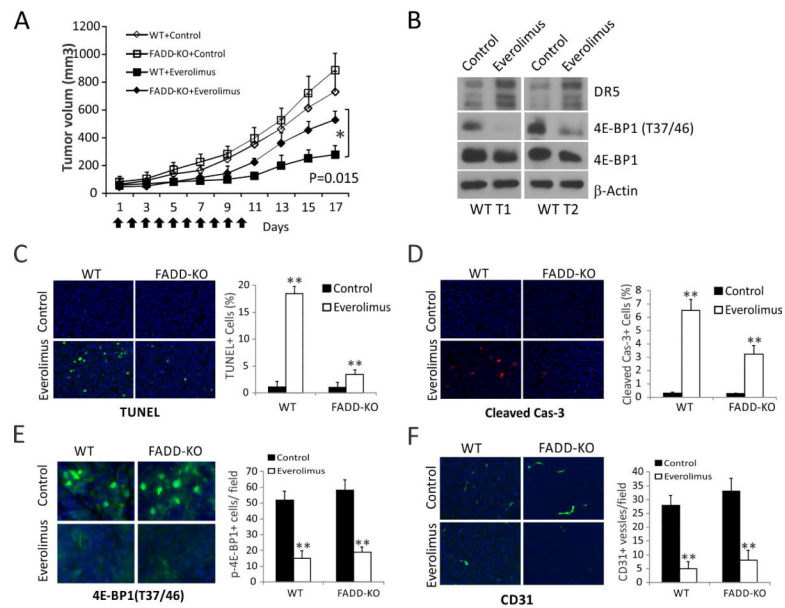 A
Tumor volum (mm3)
1200
1000
800
600
400
200
0
WT+Control
FADD-KO+Control
WT+Everolimus
FADD-KO+Everolimus
*
P=0.015
1 3 5 7 9 11 13 15 17
Days
B
Control Everolimus Control Everolimus
DR5
4E-BP1 (T37/46)
4E-BP1
β-Actin
WT T1 WT T2
C
WT FADD-KO
Control
Everolimus
TUNEL
TUNEL+ Cells (%)
20
15
10
5
0
Control
Everolimus
**
**
WT FADD-KO
D
WT FADD-KO
Control
Everolimus
Cleaved Cas-3
Cleaved Cas-3+ Cells (%)
8
7
6
5
4
3
2
1
0
Control
Everolimus
**
**
WT FADD-KO
E
WT FADD-KO
Control
Everolimus
4E-BP1(T37/46)
p-4E-BP1+ cells/ field
70
60
50
40
30
20
10
0
Control
Everolimus
**
**
WT FADD-KO
F
WT FADD-KO
Control
Everolimus
CD31
CD31+ vessles/field
40
35
30
25
20
15
10
5
0
Control
Everolimus
**
**
WT FADD-KO